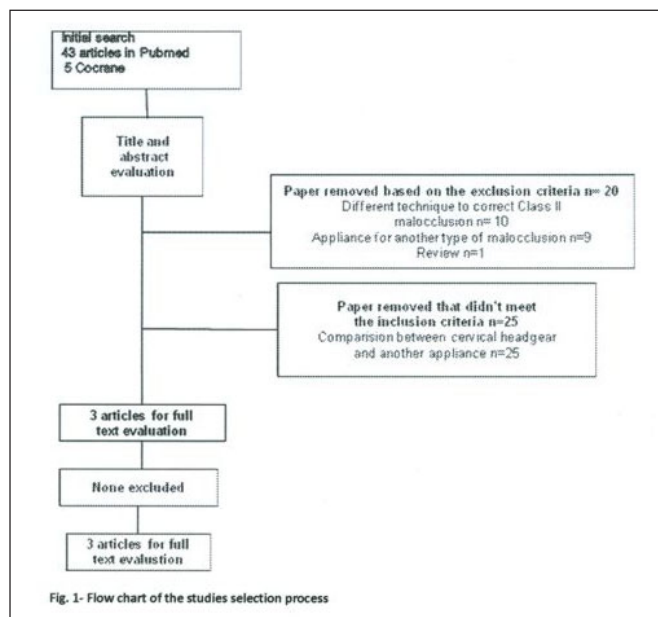 Initial search
43 articles in Pubmed
5 Cocrane
Title and
abstract
evaluation
Paper removed based on the exclusion criteria n= 20
Different technique to correct Class II
malocclusion n= 10
Appliance for another type of malocclusion n=9
Review n=1
Paper removed that didn't meet
the inclusion criteria n=25
Comparision between cervical headgear
and another appliance n=25
3 articles for full
text evaluation
None excluded
3 articles for full
text evalustion
Fig. 1- Flow chart of the studies selection process